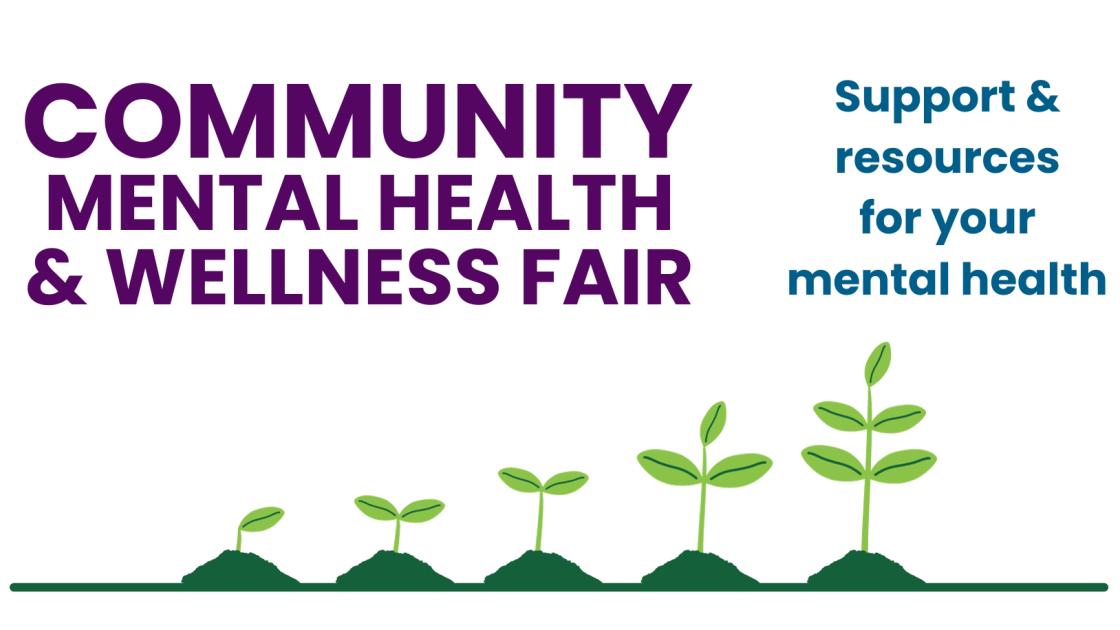 COMMUNITY
MENTAL HEALTH
& WELLNESS FAIR
Support &
resources
for your
mental health